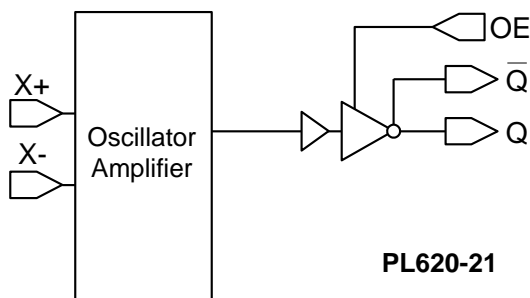 OE
X+
Q̅
Oscillator
Amplifier
Q
X-
PL620-21